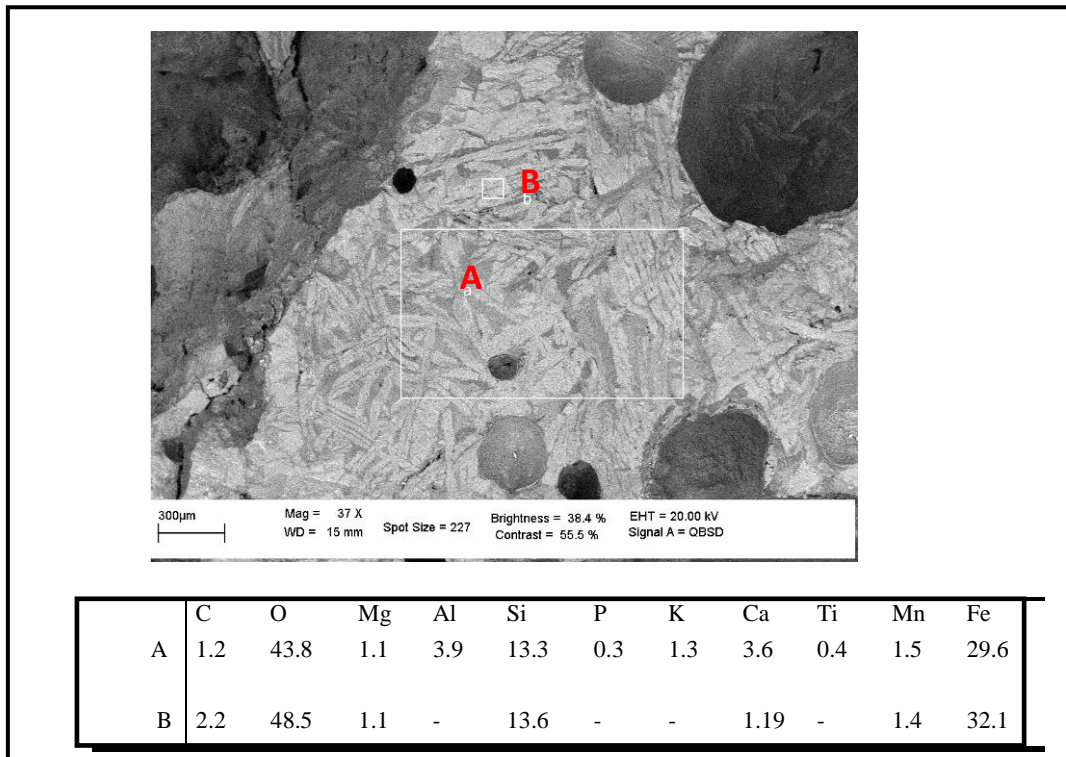 B
b
A
a
300µm
Mag = 37 X
WD = 15 mm
Spot Size = 227
Brightness = 38.4 %
Contrast = 55.5 %
EHT = 20.00 kV
Signal A = QBSD
C O Mg Al Si P K Ca Ti Mn Fe
A 1.2 43.8 1.1 3.9 13.3 0.3 1.3 3.6 0.4 1.5 29.6
B 2.2 48.5 1.1 - 13.6 - - 1.19 - 1.4 32.1